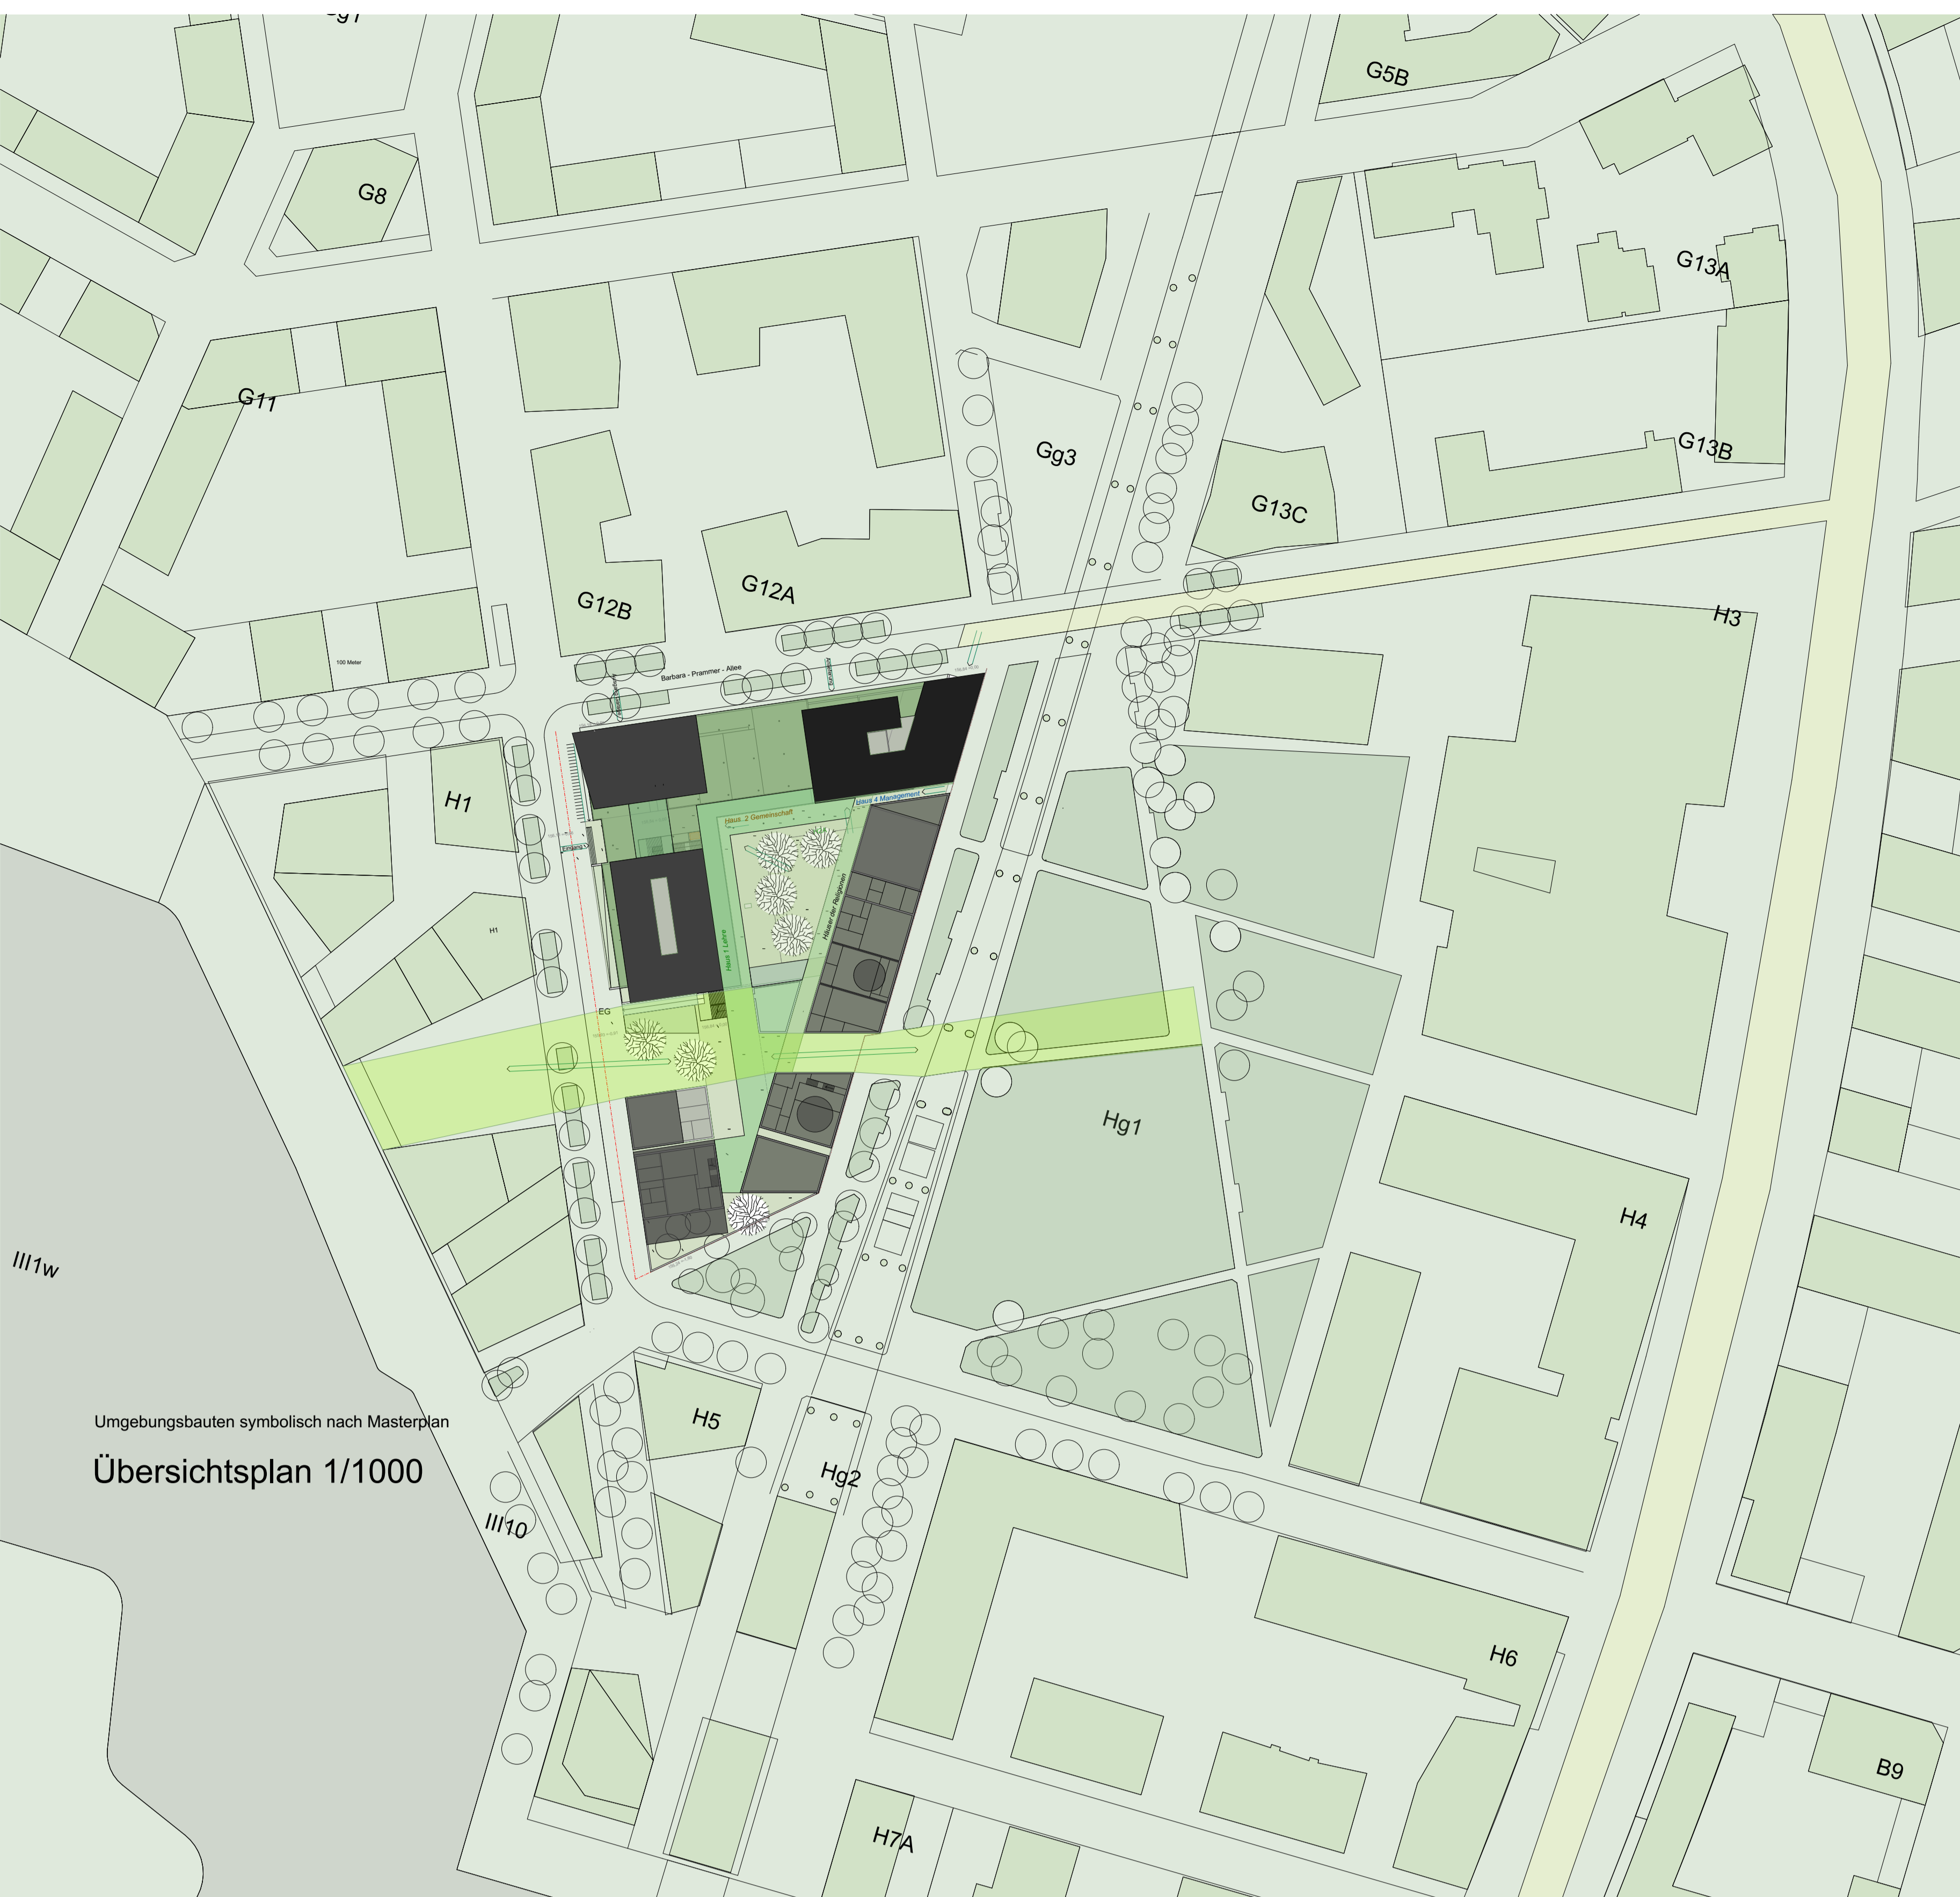 Gg1
G5B
G8
G13A
G11
Gg3
G13B
G13C
G12A
G12B
H3
100 Meter
Barbara - Prammer - Allee
H1
Haus 4 Management
Haus 2 Gemeinschaft
Eingang
Häuser der Religionen
H1
Haus 1 Lehre
EG
Hg1
H4
III1w
Umgebungsbauten symbolisch nach Masterplan
H5
Übersichtsplan 1/1000
Hg2
III10
H6
B9
H7A